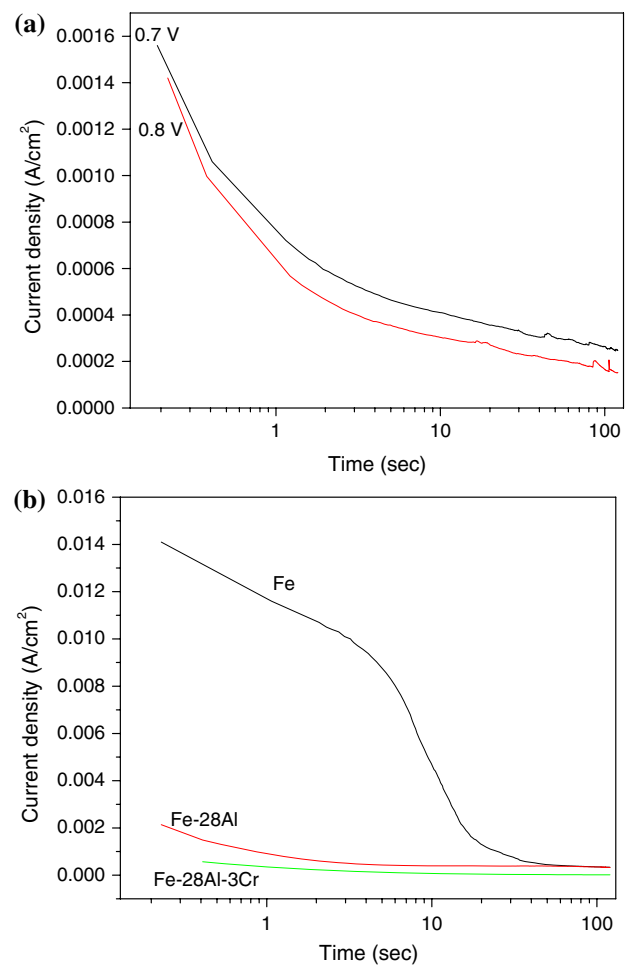 (a)
0.0016
0.0014
0.0012
0.0010
0.0008
0.0006
0.0004
0.0002
0.0000
Current density (A/cm²)
0.7 V
0.8 V
1
10
100
Time (sec)
(b)
0.016
0.014
0.012
0.010
0.008
0.006
0.004
0.002
0.000
Current density (A/cm²)
Fe
Fe-28Al
Fe-28Al-3Cr
1
10
100
Time (sec)